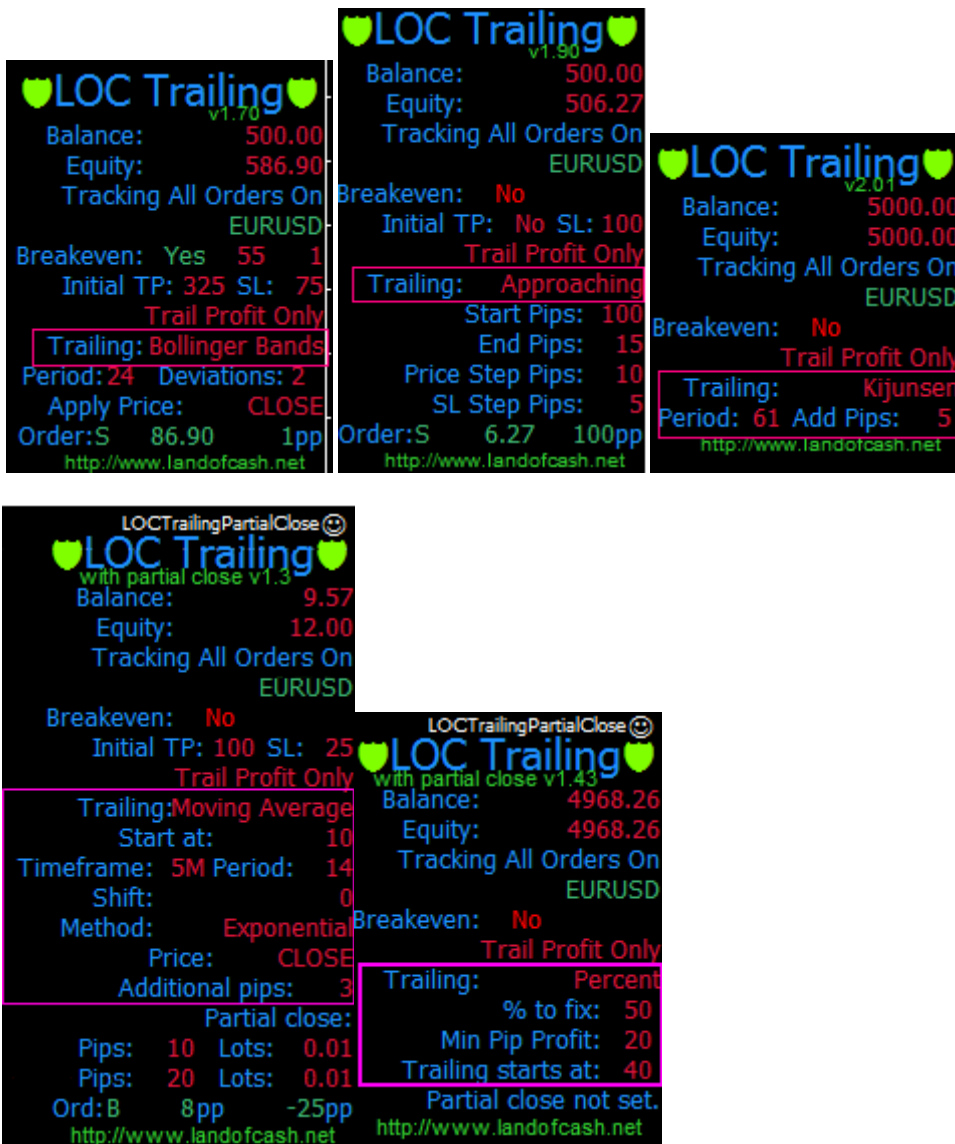 LOC Trailing
v1.70
Balance: 500.00
Equity: 586.90
Tracking All Orders On
EURUSD
Breakeven: Yes 55 1
Initial TP: 325 SL: 75
Trail Profit Only
Trailing: Bollinger Bands
Period: 24 Deviations: 2
Apply Price: CLOSE
Order: S 86.90 1pp
http://www.landofcash.net
LOC Trailing
v1.90
Balance: 500.00
Equity: 506.27
Tracking All Orders On
EURUSD
Breakeven: No
Initial TP: No SL: 100
Trail Profit Only
Trailing: Approaching
Start Pips: 100
End Pips: 15
Price Step Pips: 10
SL Step Pips: 5
Order: S 6.27 100pp
http://www.landofcash.net
LOC Trailing
v2.01
Balance: 5000.00
Equity: 5000.00
Tracking All Orders On
EURUSD
Breakeven: No
Trail Profit Only
Trailing: Kijunsen
Period: 61 Add Pips: 5
http://www.landofcash.net
LOCTrailingPartialClose
LOC Trailing
with partial close v1.3
Balance: 9.57
Equity: 12.00
Tracking All Orders On
EURUSD
Breakeven: No
Initial TP: 100 SL: 25
Trail Profit Only
Trailing: Moving Average
Start at: 10
Timeframe: 5M Period: 14
Shift: 0
Method: Exponential
Price: CLOSE
Additional pips: 3
Partial close:
Pips: 10 Lots: 0.01
Pips: 20 Lots: 0.01
Ord: B 8pp -25pp
http://www.landofcash.net
LOCTrailingPartialClose
LOC Trailing
with partial close v1.43
Balance: 4968.26
Equity: 4968.26
Tracking All Orders On
EURUSD
Breakeven: No
Trail Profit Only
Trailing: Percent
% to fix: 50
Min Pip Profit: 20
Trailing starts at: 40
Partial close not set.
http://www.landofcash.net